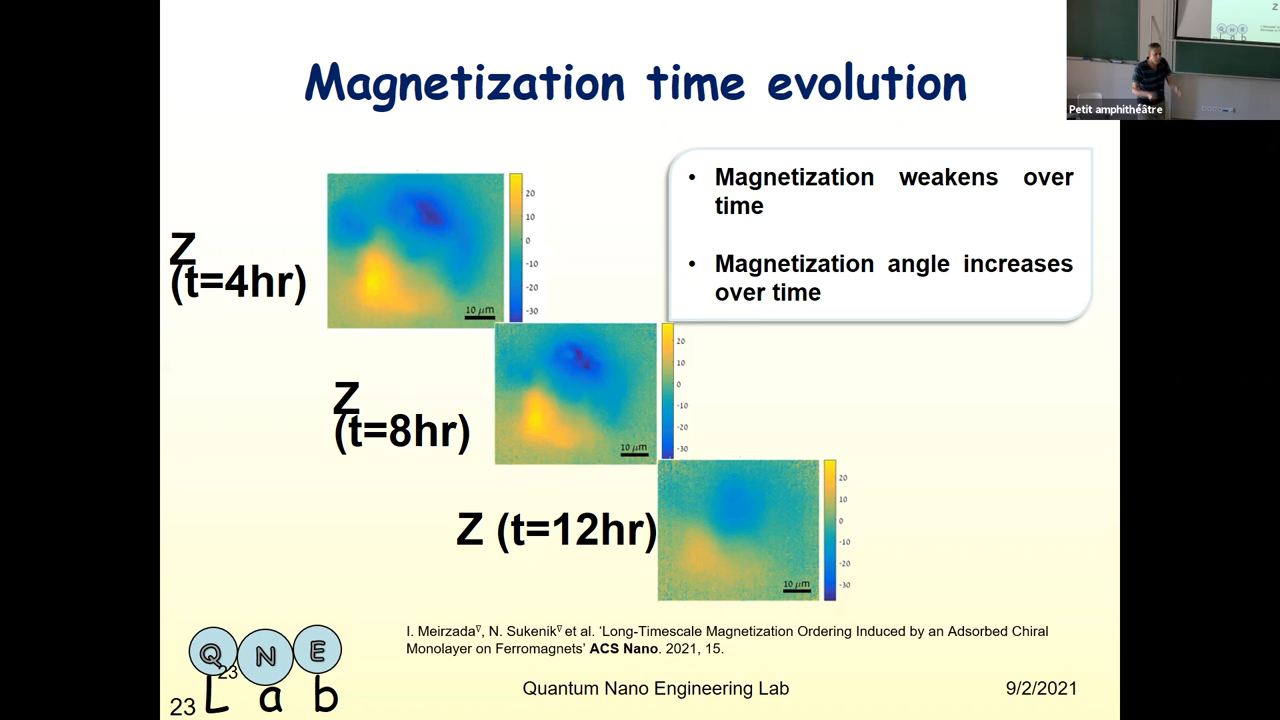 Magnetization time evolution
Petit amphithéâtre
• Magnetization weakens over
time
• Magnetization angle increases
over time
Z
(t=4hr)
20
10
0
-10
-20
-30
10 µm
Z
(t=8hr)
20
10
0
-10
-20
-30
10 µm
Z (t=12hr)
20
10
0
-10
-20
-30
10 µm
I. Meirzada∇, N. Sukenik∇ et al. 'Long-Timescale Magnetization Ordering Induced by an Adsorbed Chiral
Monolayer on Ferromagnets' ACS Nano. 2021, 15.
Q N E
Lab
23
23
Quantum Nano Engineering Lab
9/2/2021